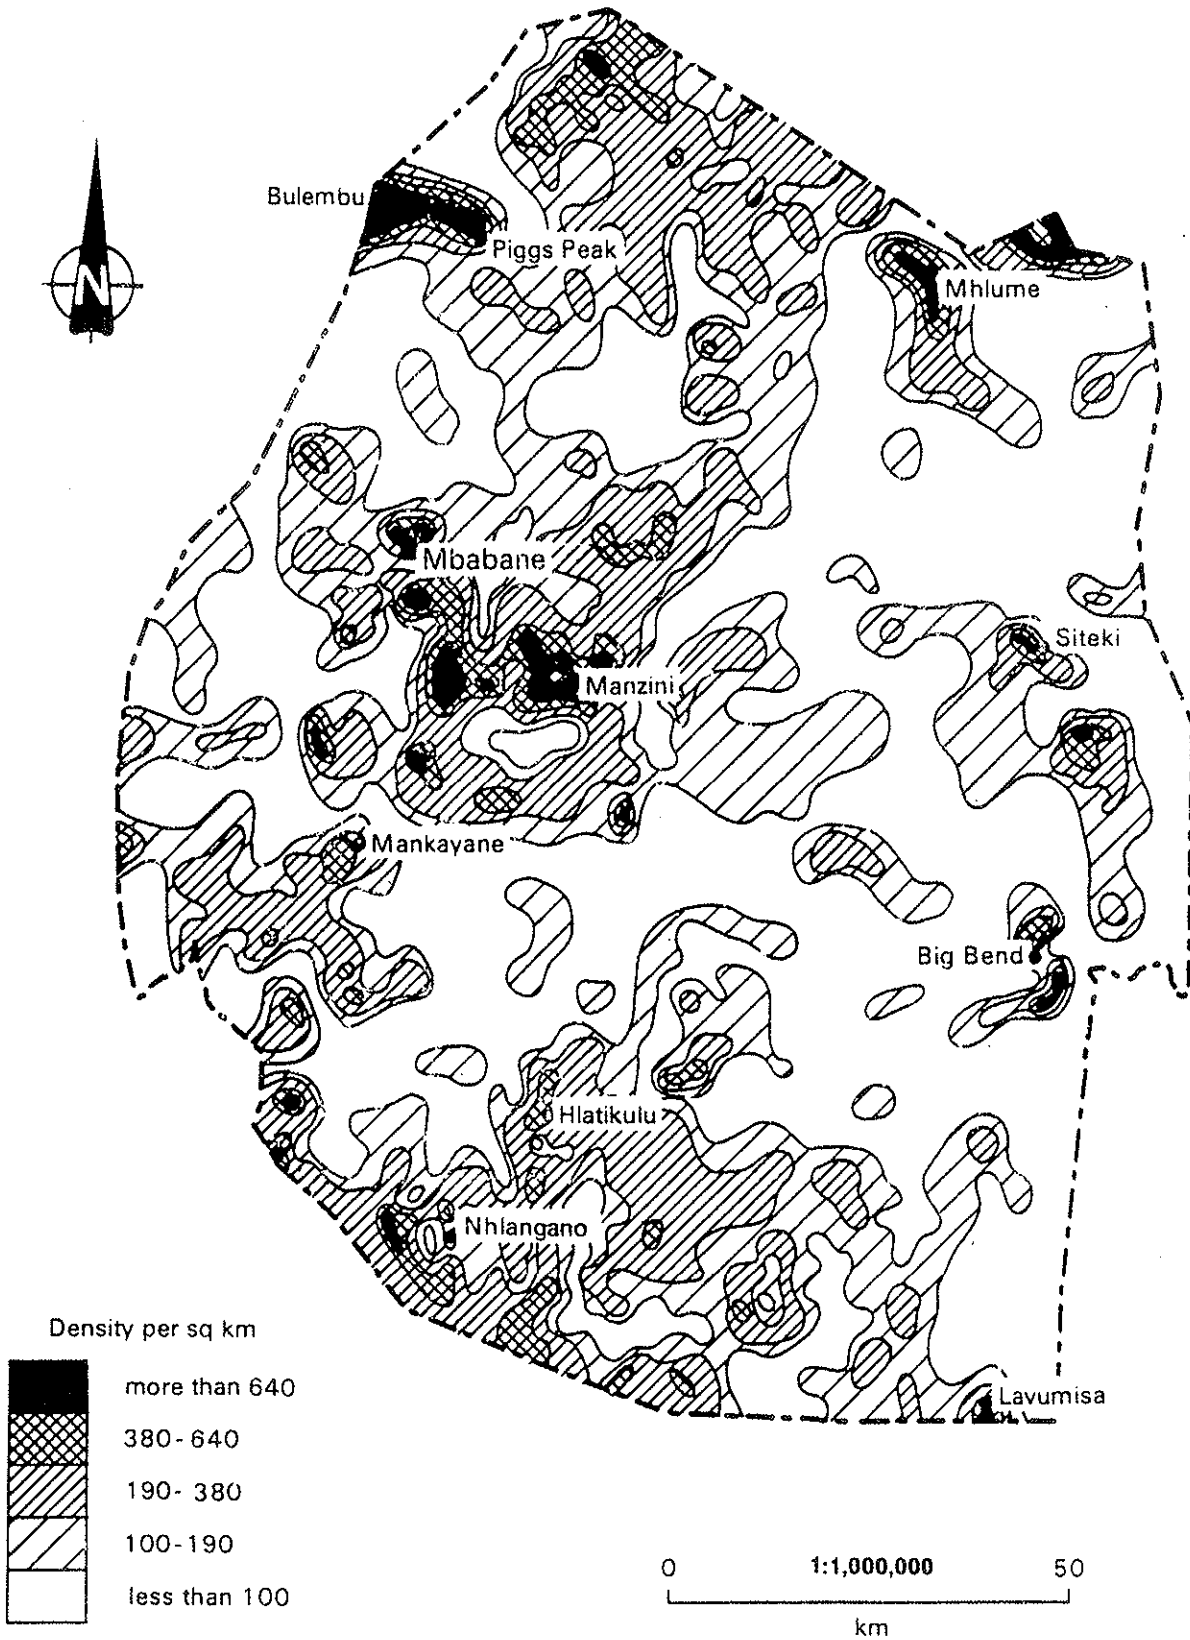 N
Bulembu
Piggs Peak
Mhlume
Mbabane
Siteki
Manzini
Mankayane
Big Bend
Hlatikulu
Nhlangano
Lavumisa
Density per sq km
more than 640
380-640
190-380
100-190
less than 100
0 1:1,000,000 50
km